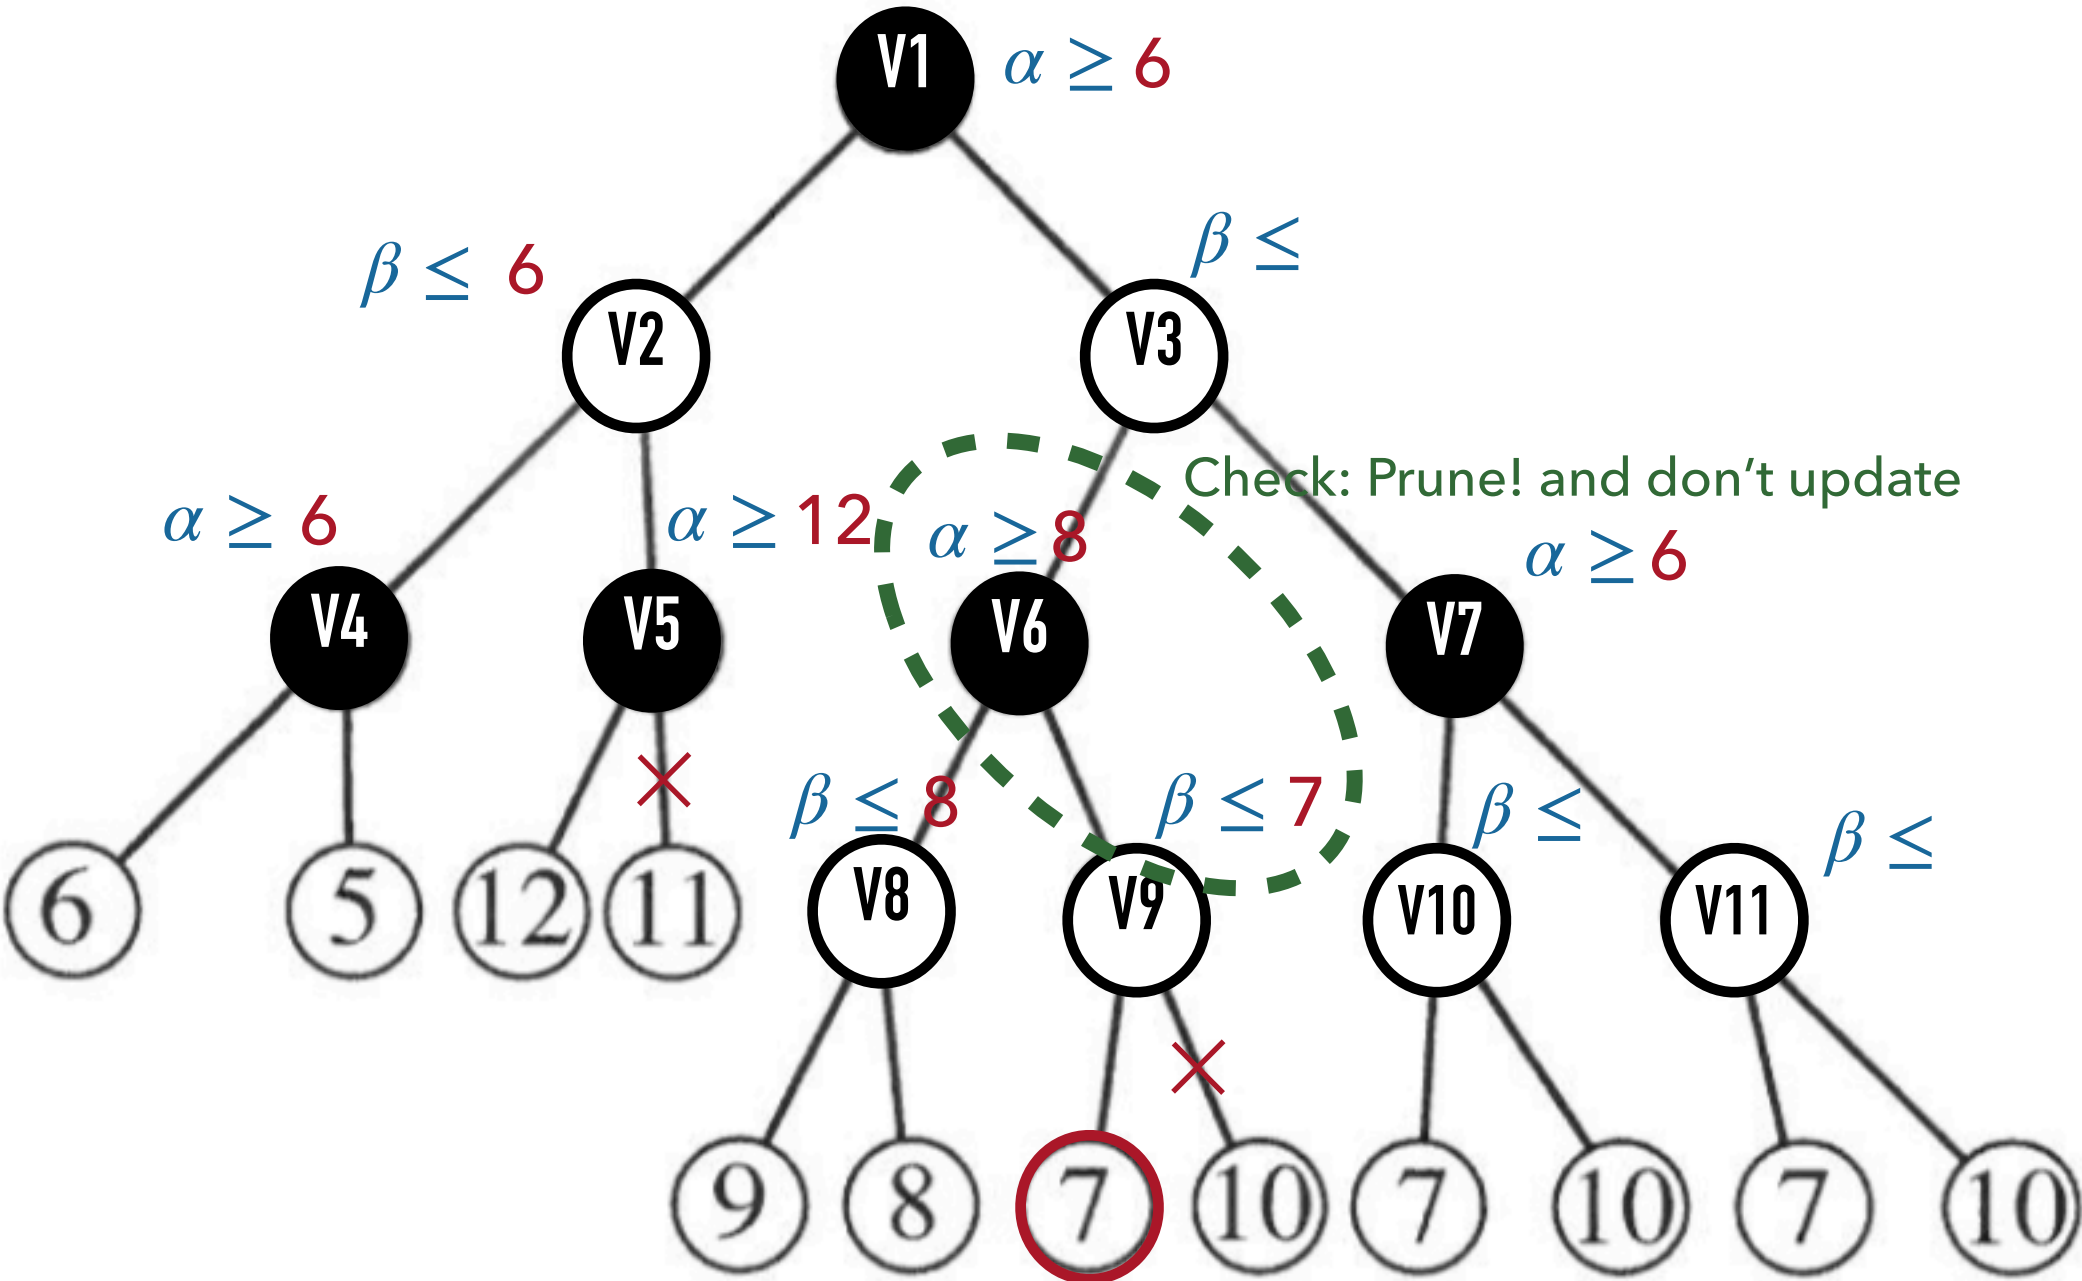 V1
α ≥ 6
β ≤ 6
β ≤
V2
V3
Check: Prune! and don’t update
α ≥ 6
α ≥ 12
α ≥ 8
α ≥ 6
V4
V5
V6
V7
β ≤ 8
β ≤ 7
β ≤
β ≤
6
5
12
11
V8
V9
V10
V11
9
8
7
10
7
10
7
10